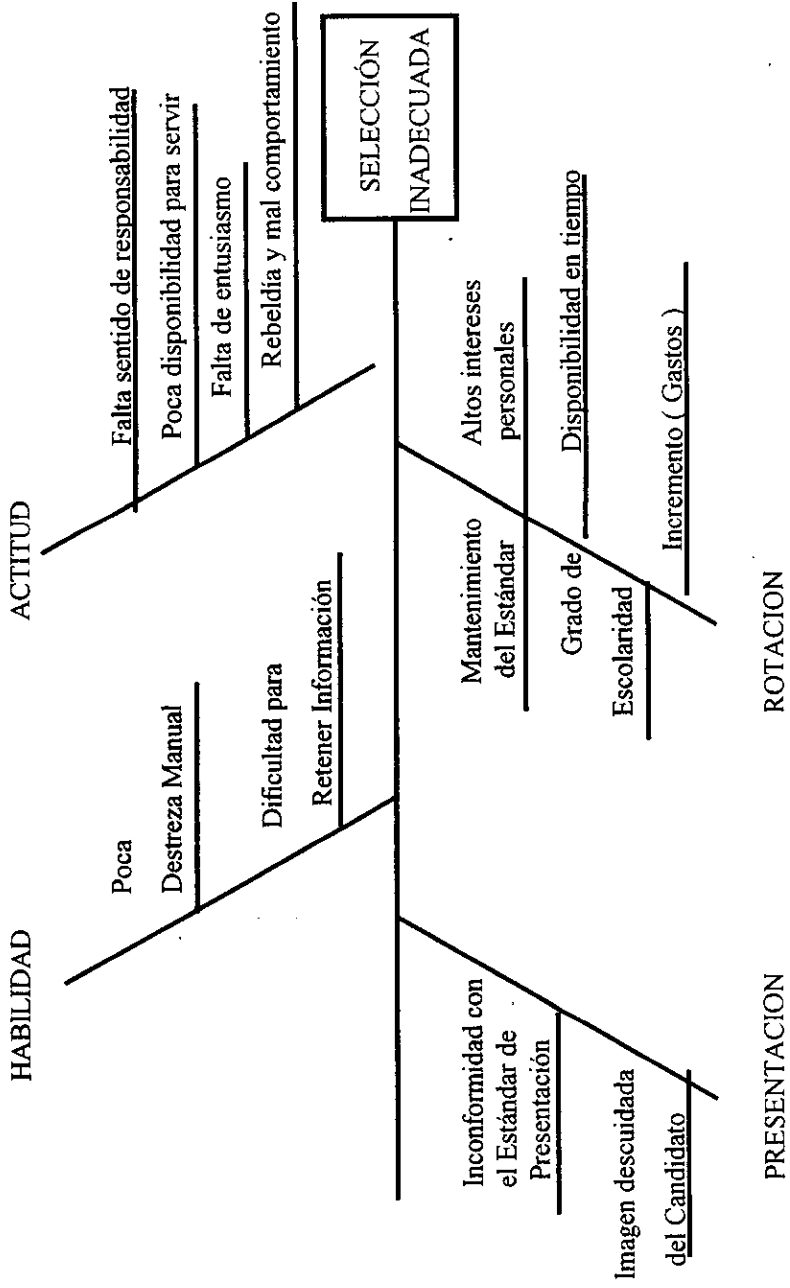 HABILIDAD
ACTITUD
Poca
Destreza Manual
Dificultad para
Retener Información
Falta sentido de responsabilidad
Poca disponibilidad para servir
Falta de entusiasmo
Rebeldía y mal comportamiento
SELECCIÓN
INADECUADA
Inconformidad con
el Estándar de
Presentación
Imagen descuidada
del Candidato
Mantenimiento
del Estándar
Grado de
Escolaridad
Altos intereses
personales
Disponibilidad en tiempo
Incremento ( Gastos )
PRESENTACION
ROTACION